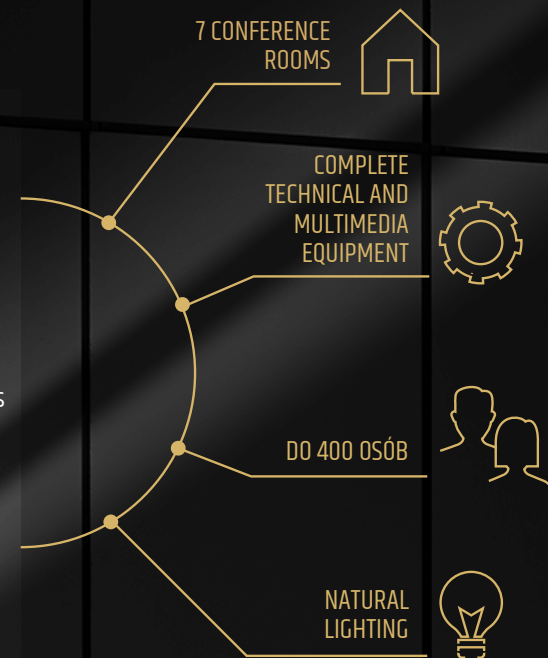 7 CONFERENCE
ROOMS
COMPLETE
TECHNICAL AND
MULTIMEDIA
EQUIPMENT
S
DO 400 OSÓB
NATURAL
LIGHTING